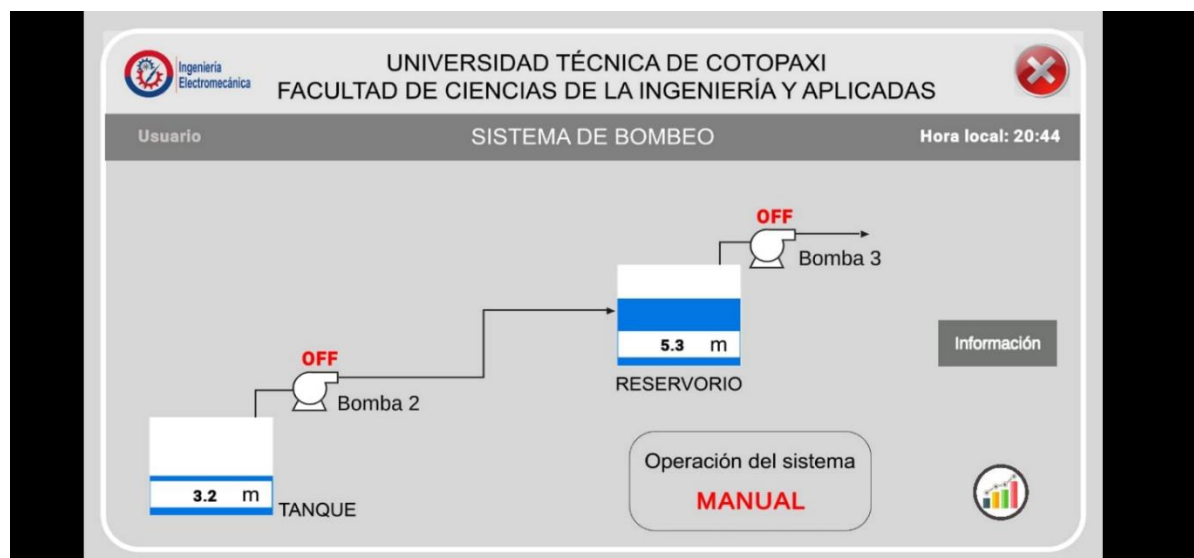 Ingeniería
Electromecánica
UNIVERSIDAD TÉCNICA DE COTOPAXI
FACULTAD DE CIENCIAS DE LA INGENIERÍA Y APLICADAS
Usuario
SISTEMA DE BOMBEO
Hora local: 20:44
OFF
Bomba 3
5.3 m
RESERVORIO
Información
OFF
Bomba 2
3.2 m
TANQUE
Operación del sistema
MANUAL